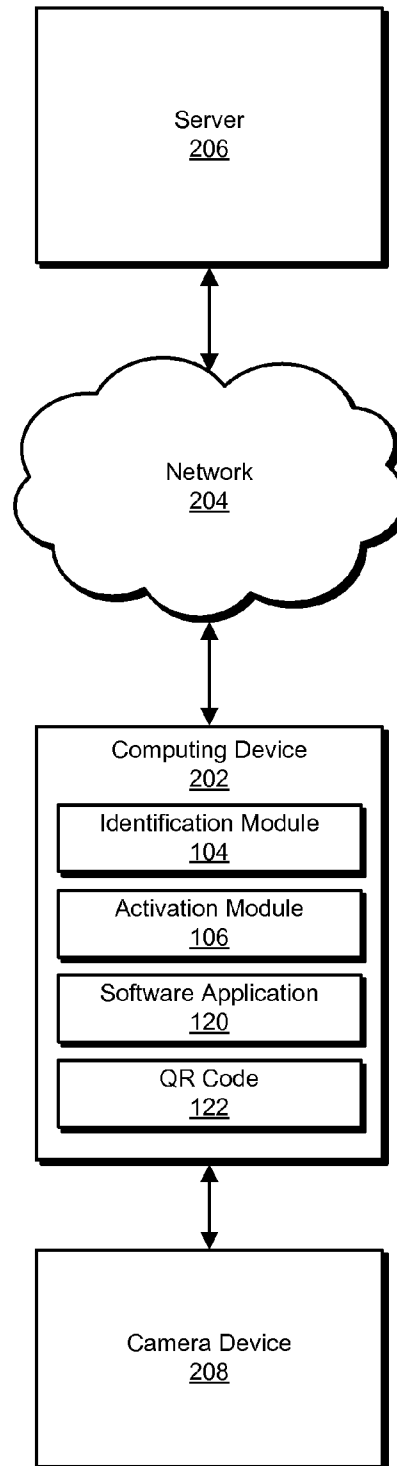 Server
206
Network
204
Computing Device
202
Identification Module
104
Activation Module
106
Software Application
120
QR Code
122
Camera Device
208